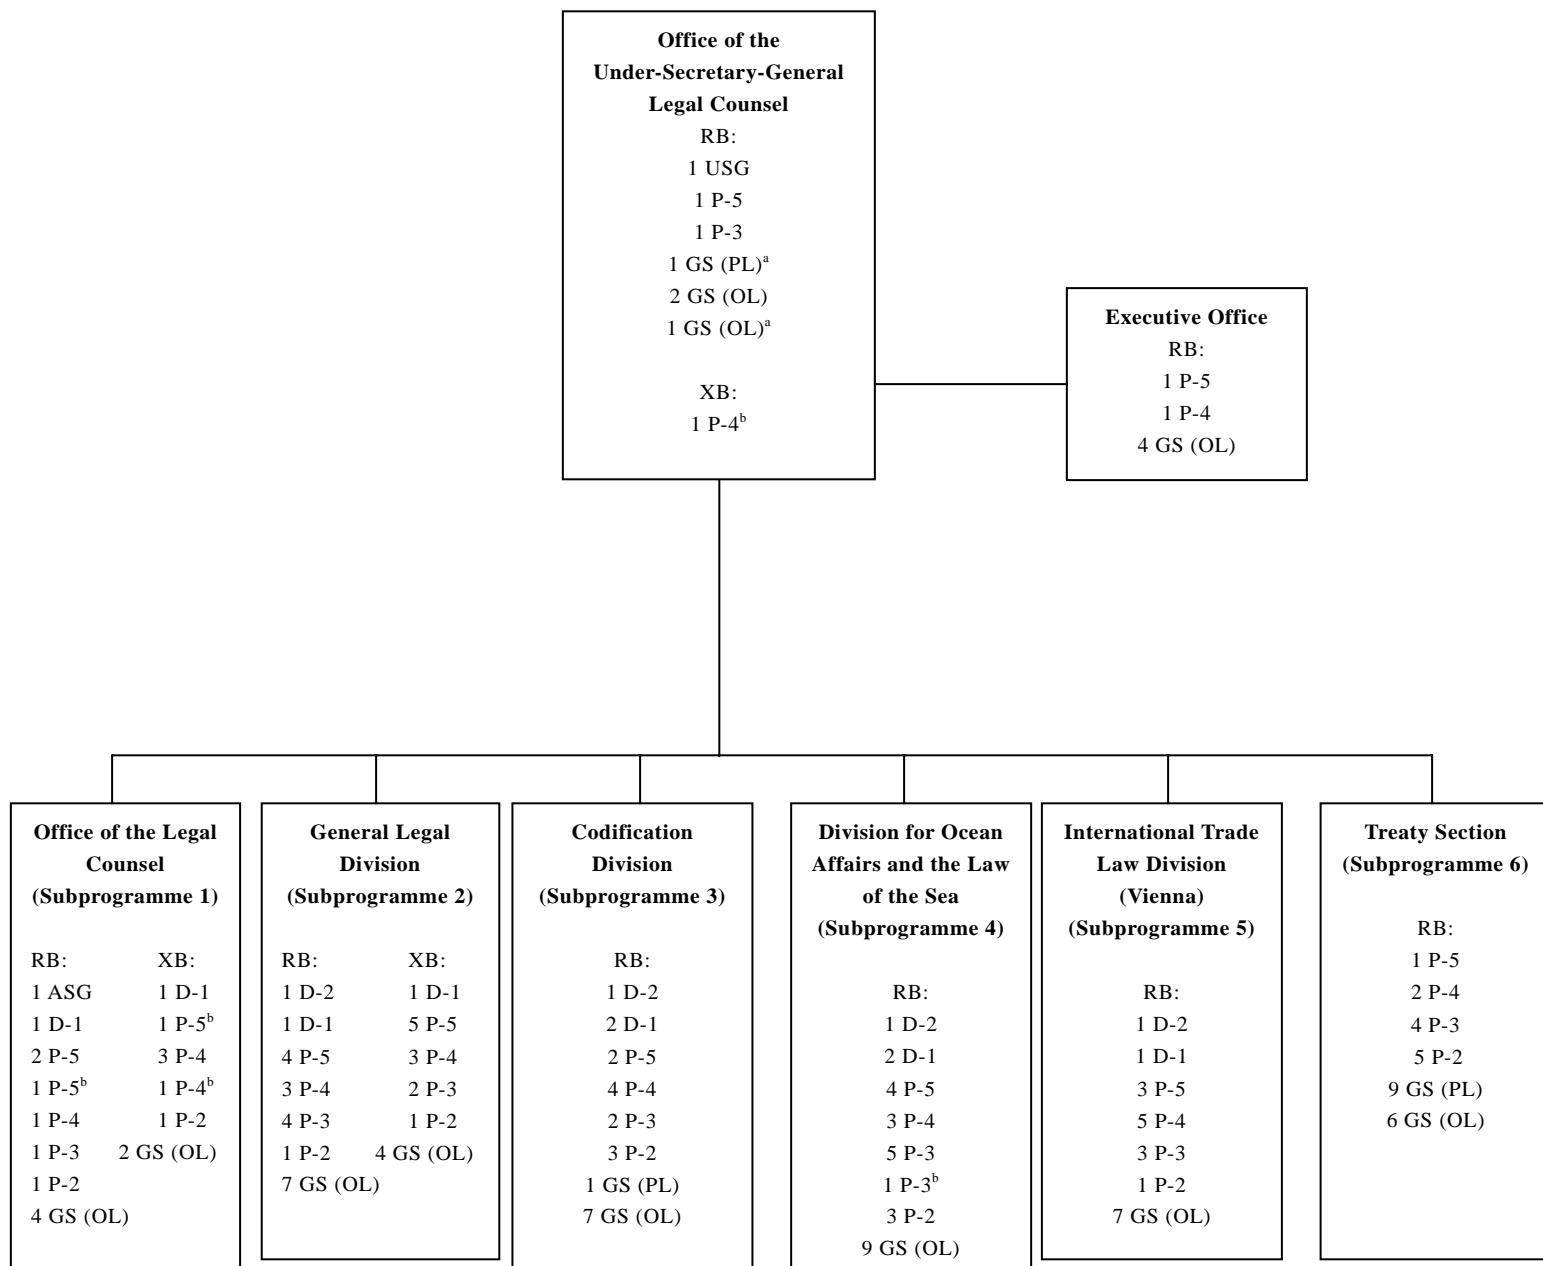 Office of the
Under-Secretary-General
Legal Counsel
RB:
1 USG
1 P-5
1 P-3
1 GS (PL)ᵃ
2 GS (OL)
1 GS (OL)ᵃ
XB:
1 P-4ᵇ
Executive Office
RB:
1 P-5
1 P-4
4 GS (OL)
Office of the Legal
Counsel
(Subprogramme 1)
RB:
1 ASG
1 D-1
2 P-5
1 P-5ᵇ
1 P-4
1 P-3
1 P-2
4 GS (OL)
XB:
1 D-1
1 P-5ᵇ
3 P-4
1 P-4ᵇ
1 P-2
2 GS (OL)
General Legal
Division
(Subprogramme 2)
RB:
1 D-2
1 D-1
4 P-5
3 P-4
4 P-3
1 P-2
7 GS (OL)
XB:
1 D-1
5 P-5
3 P-4
2 P-3
1 P-2
4 GS (OL)
Codification
Division
(Subprogramme 3)
RB:
1 D-2
2 D-1
2 P-5
4 P-4
2 P-3
3 P-2
1 GS (PL)
7 GS (OL)
Division for Ocean
Affairs and the Law
of the Sea
(Subprogramme 4)
RB:
1 D-2
2 D-1
4 P-5
3 P-4
5 P-3
1 P-3ᵇ
3 P-2
9 GS (OL)
International Trade
Law Division
(Vienna)
(Subprogramme 5)
RB:
1 D-2
1 D-1
3 P-5
5 P-4
3 P-3
1 P-2
7 GS (OL)
Treaty Section
(Subprogramme 6)
RB:
1 P-5
2 P-4
4 P-3
5 P-2
9 GS (PL)
6 GS (OL)